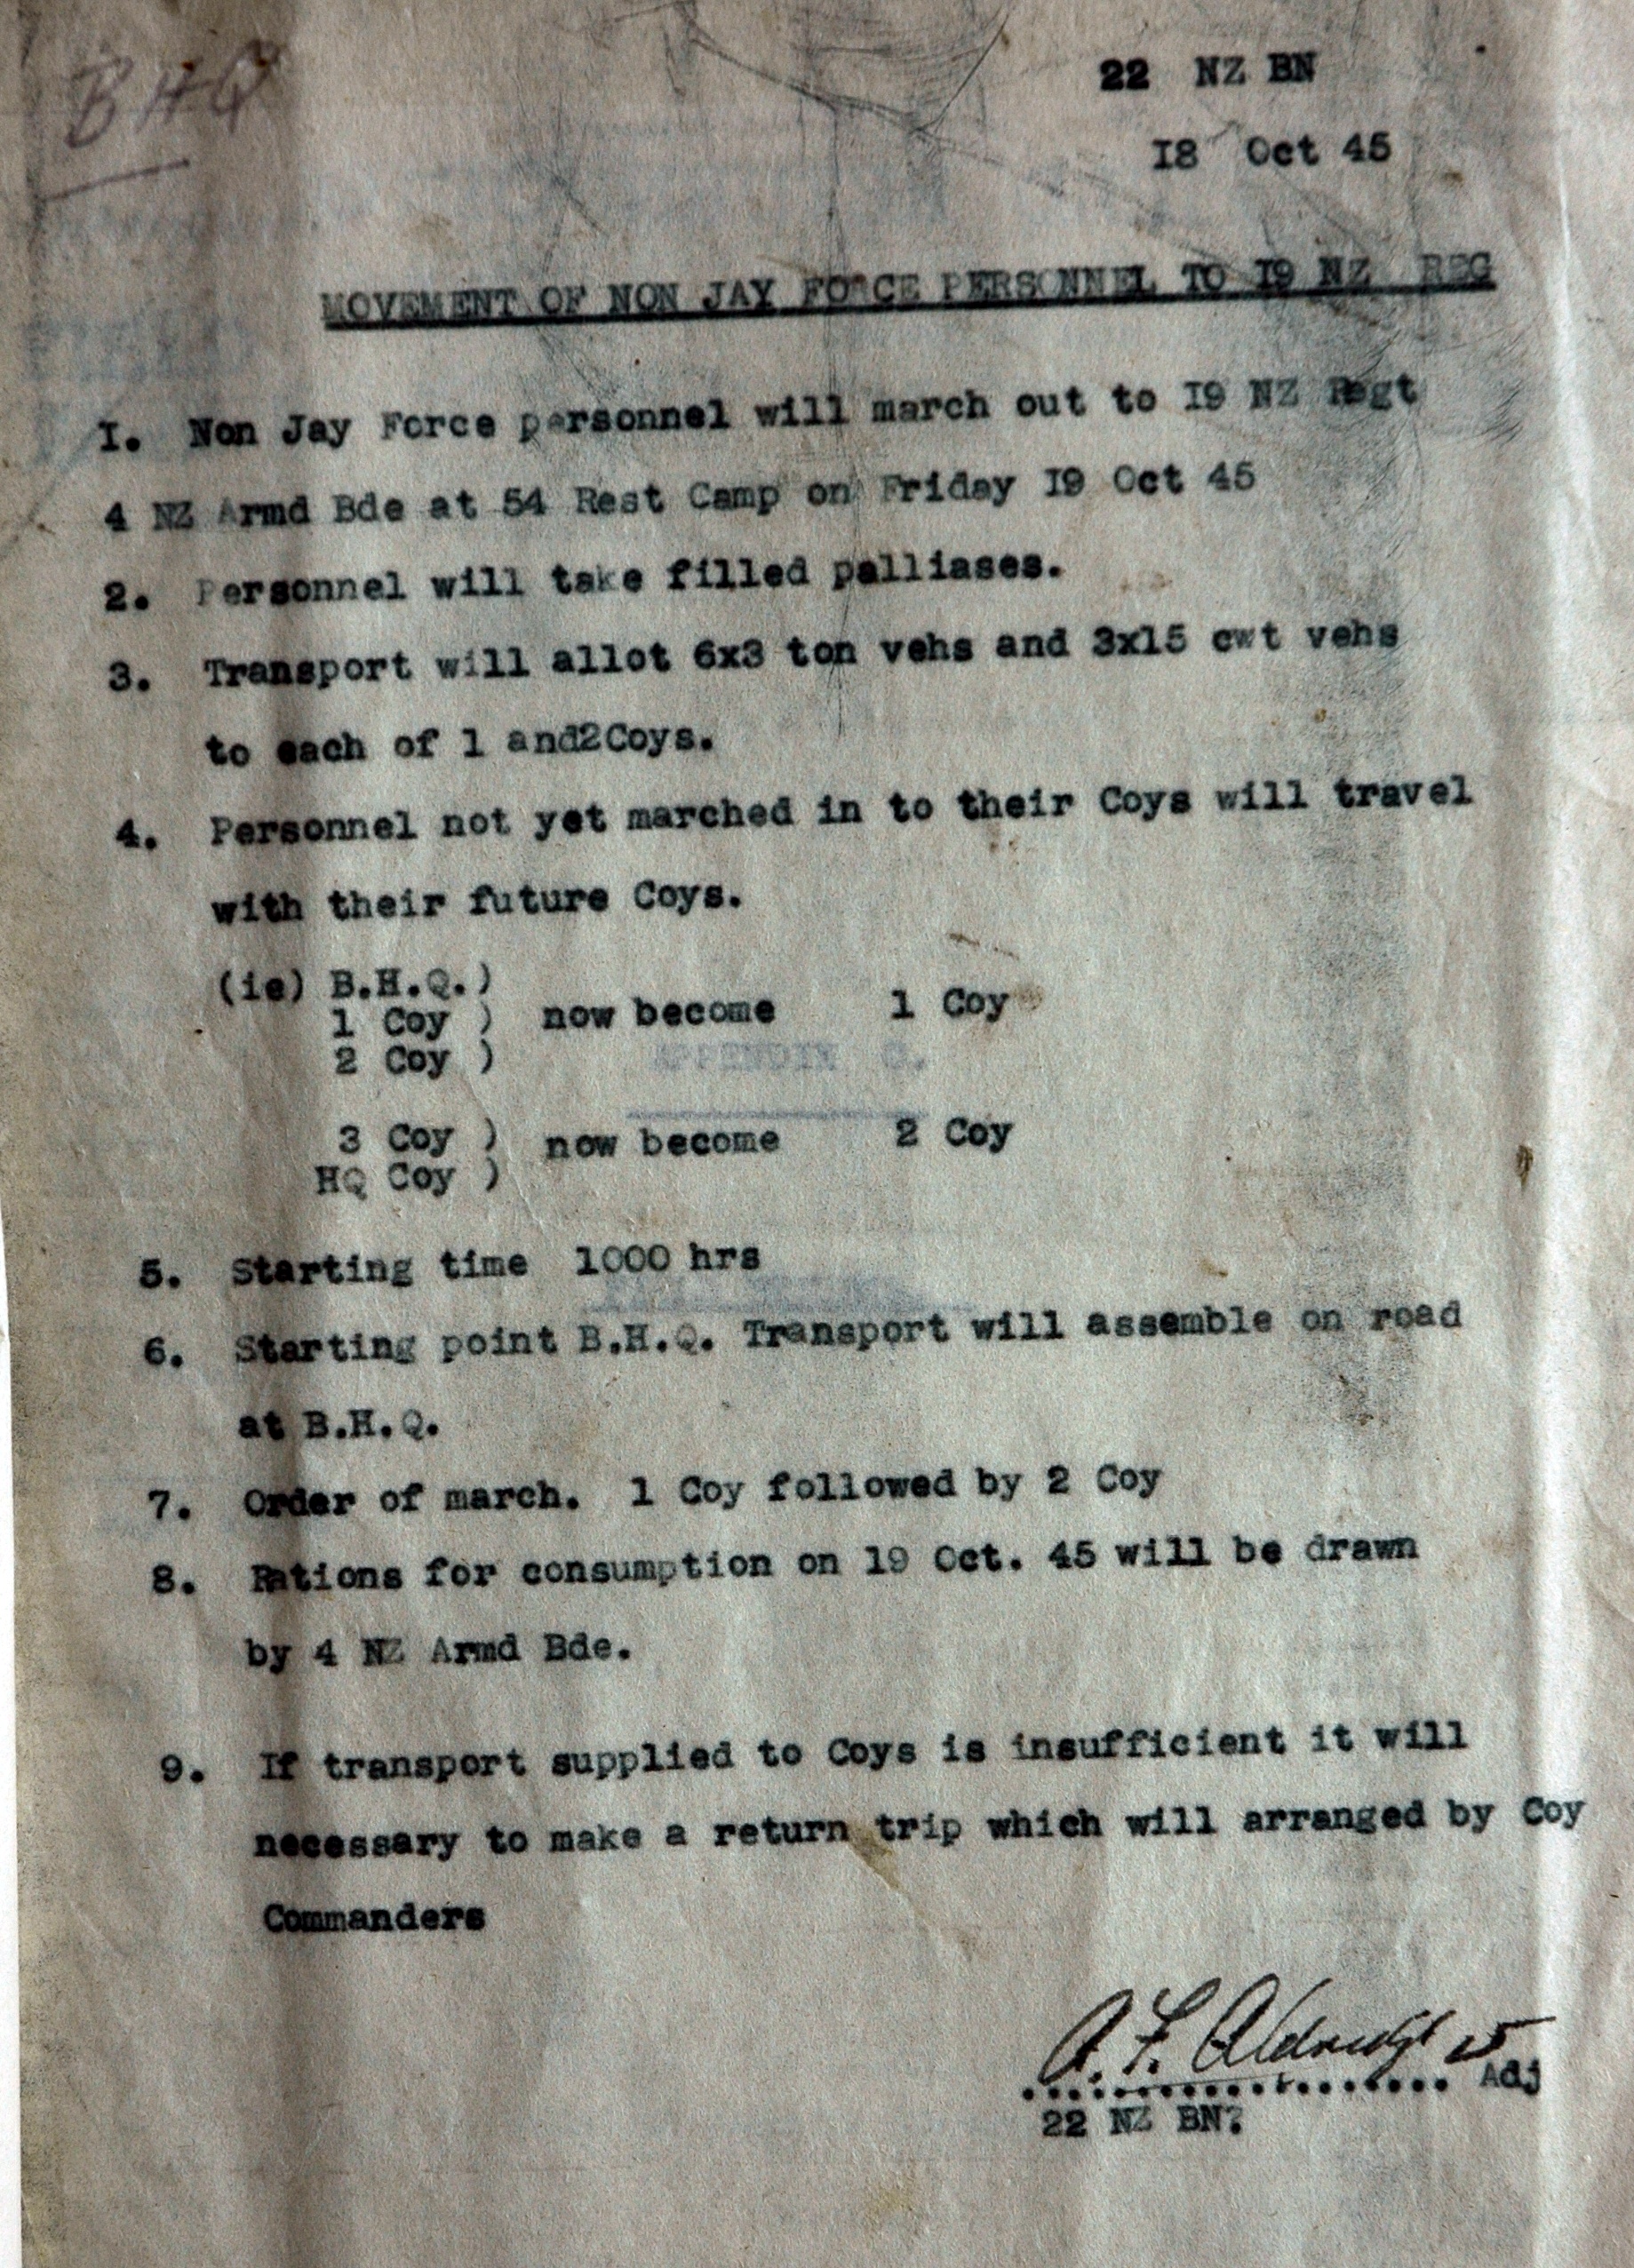 BHQ
22 NZ BN
I8 Oct 45
MOVEMENT OF NON JAY FORCE PERSONNEL TO I9 NZ REG
I. Non Jay Force personnel will march out to I9 NZ Regt
4 NZ Armd Bde at 54 Rest Camp on Friday I9 Oct 45
2. Personnel will take filled palliases.
3. Transport will allot 6x3 ton vehs and 3x15 cwt vehs
to each of 1 and2Coys.
4. Personnel not yet marched in to their Coys will travel
with their future Coys.
(ie) B.H.Q.)
1 Coy ) now become 1 Coy
2 Coy )
APPENDIX C.
3 Coy ) now become 2 Coy
HQ Coy )
5. Starting time 1000 hrs
6. Starting point B.H.Q. Transport will assemble on road
at B.H.Q.
7. Order of march. 1 Coy followed by 2 Coy
8. Rations for consumption on 19 Oct. 45 will be drawn
by 4 NZ Armd Bde.
9. If transport supplied to Coys is insufficient it will
necessary to make a return trip which will arranged by Coy
Commanders
A. F. Aldridge
.................. Adj
22 NZ BN?